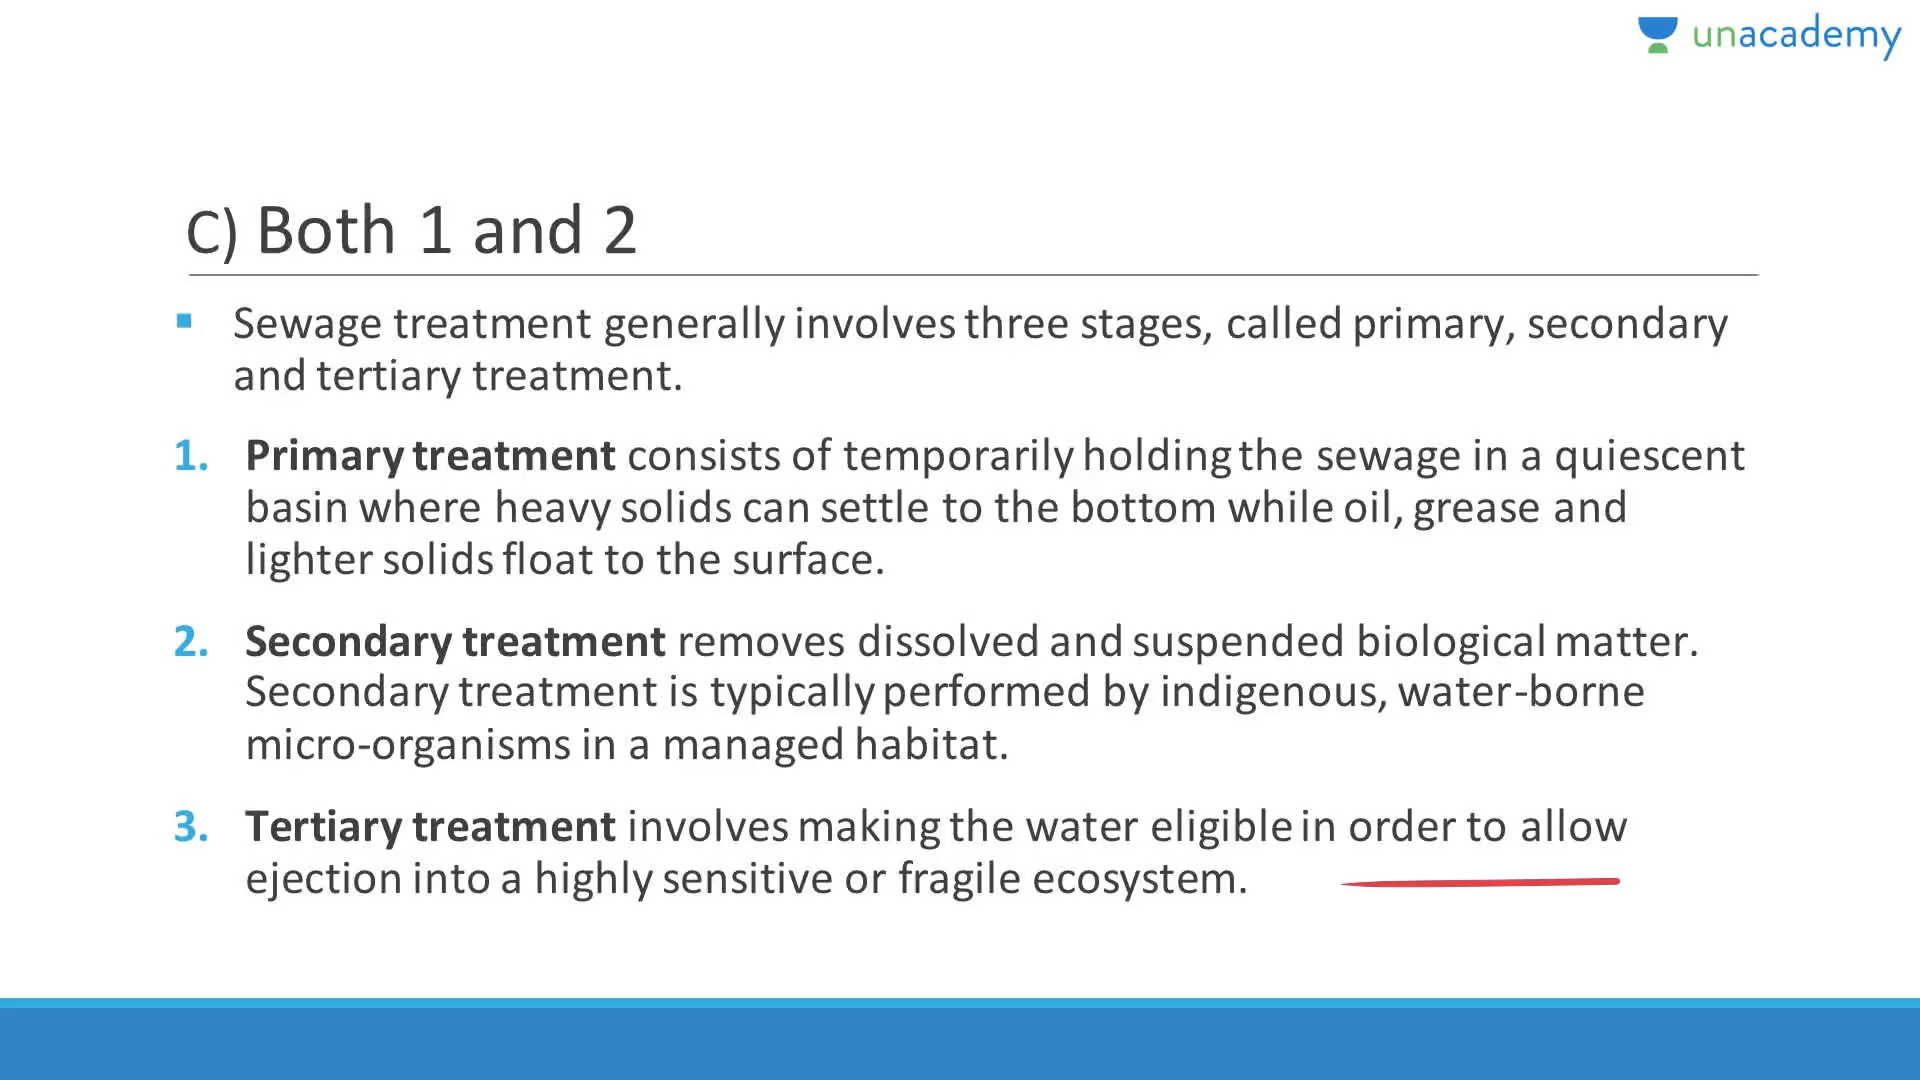 unacademy
C) Both 1 and 2
▪ Sewage treatment generally involves three stages, called primary, secondary
and tertiary treatment.
1. Primary treatment consists of temporarily holding the sewage in a quiescent
basin where heavy solids can settle to the bottom while oil, grease and
lighter solids float to the surface.
2. Secondary treatment removes dissolved and suspended biological matter.
Secondary treatment is typically performed by indigenous, water-borne
micro-organisms in a managed habitat.
3. Tertiary treatment involves making the water eligible in order to allow
ejection into a highly sensitive or fragile ecosystem.